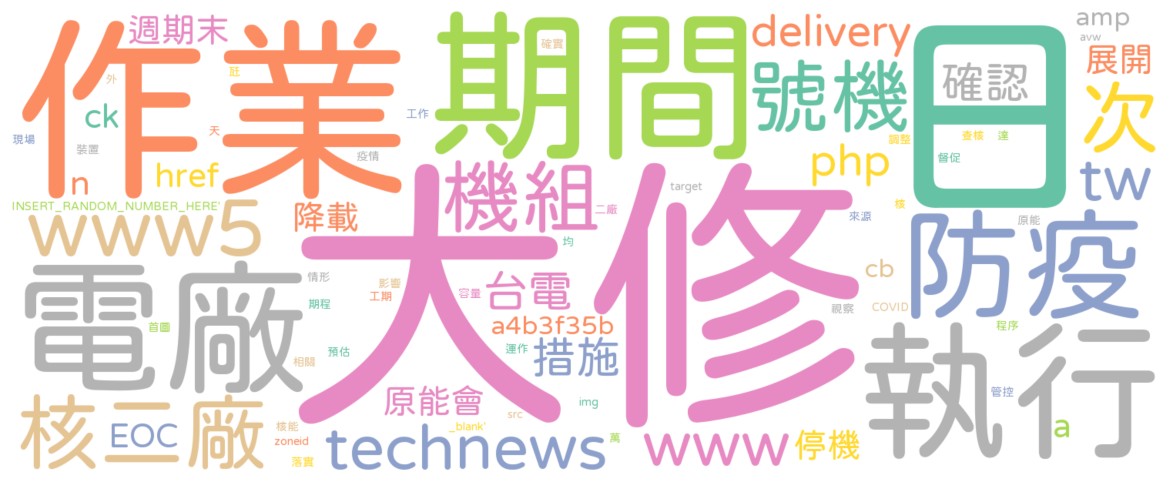 週期末
作業
期間
delivery
amp
avw
確實
日
確認
展開
外
瓩
ck
號機
次
工作
現場
裝置
天
疫情
調整
查核
達
督促
n
href
php
tw
INSERT_RANDOM_NUMBER_HERE'
降載
機組
target
二廠
來源
核
原能
www5
大修
防疫
均
電廠
情形
影響
工期
容量
台電
cb
親察
COVID
期程
首圖
a4b3f35b
程序
運作
預估
相關
措施
執行
原能會
img
管控
核三廠
EOC
核能
zoneid
_blank'
src
a
落實
technews
萬
www
停機